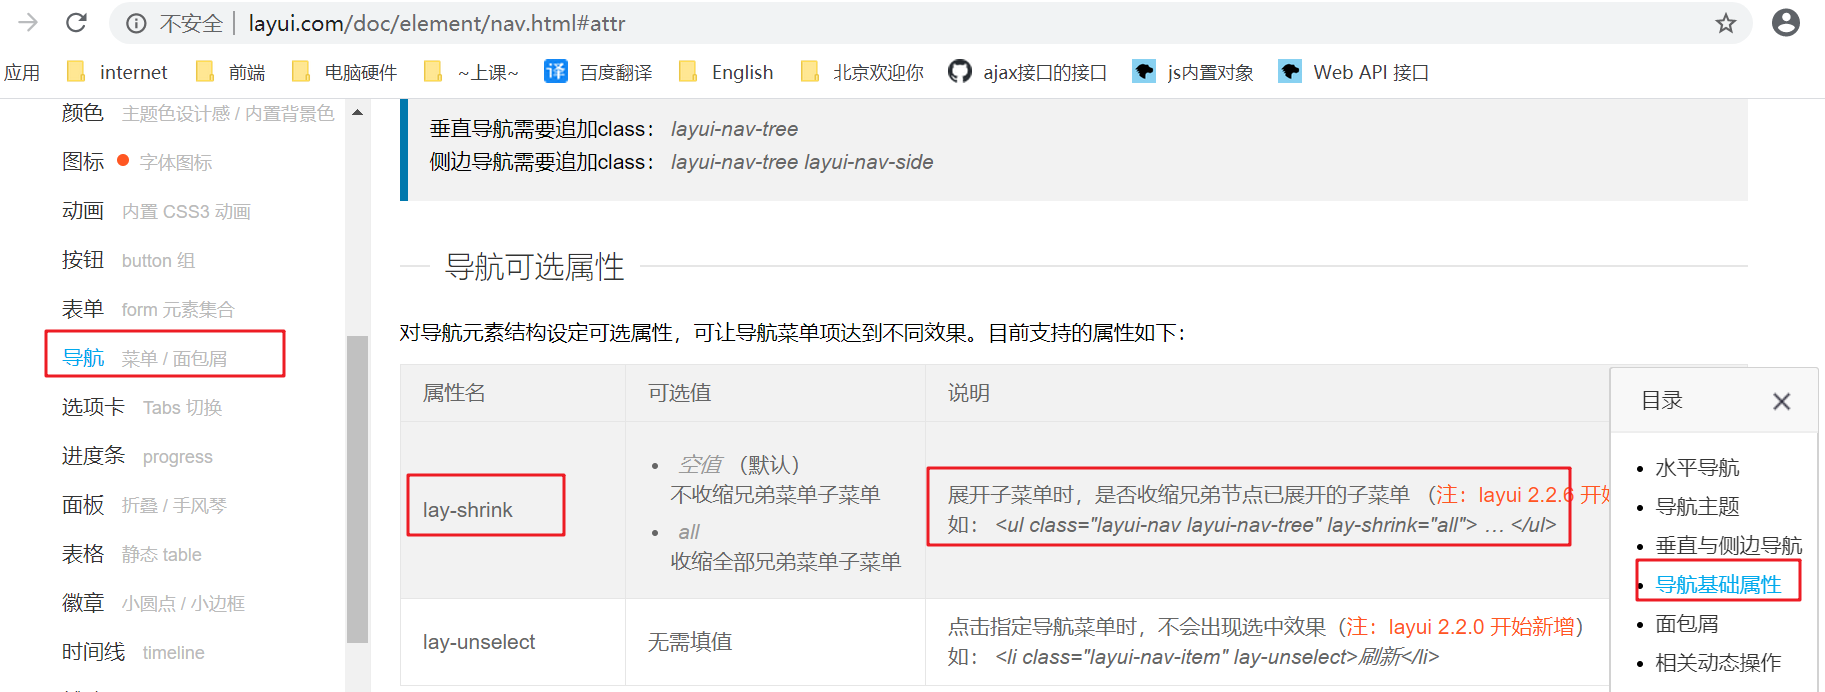 不安全 layui.com/doc/element/nav.html#attr
应用 internet 前端 电脑硬件 ~上课~ 译 百度翻译 English 北京欢迎你 ajax接口的接口 js内置对象 Web API 接口
颜色 主题色设计感 / 内置背景色
图标 字体图标
动画 内置 CSS3 动画
按钮 button 组
表单 form 元素集合
导航 菜单 / 面包屑
选项卡 Tabs 切换
进度条 progress
面板 折叠 / 手风琴
表格 静态 table
徽章 小圆点 / 小边框
时间线 timeline
垂直导航需要追加class： layui-nav-tree
侧边导航需要追加class： layui-nav-tree layui-nav-side
导航可选属性
对导航元素结构设定可选属性，可让导航菜单项达到不同效果。目前支持的属性如下：
属性名 可选值 说明
lay-shrink
• 空值 （默认）
不收缩兄弟菜单子菜单
• all
收缩全部兄弟菜单子菜单
展开子菜单时，是否收缩兄弟节点已展开的子菜单 （注：layui 2.2.6 开
如： <ul class="layui-nav layui-nav-tree" lay-shrink="all"> … </ul>
lay-unselect
无需填值
点击指定导航菜单时，不会出现选中效果（注：layui 2.2.0 开始新增）
如： <li class="layui-nav-item" lay-unselect>刷新</li>
目录
• 水平导航
• 导航主题
• 垂直与侧边导航
• 导航基础属性
• 面包屑
• 相关动态操作